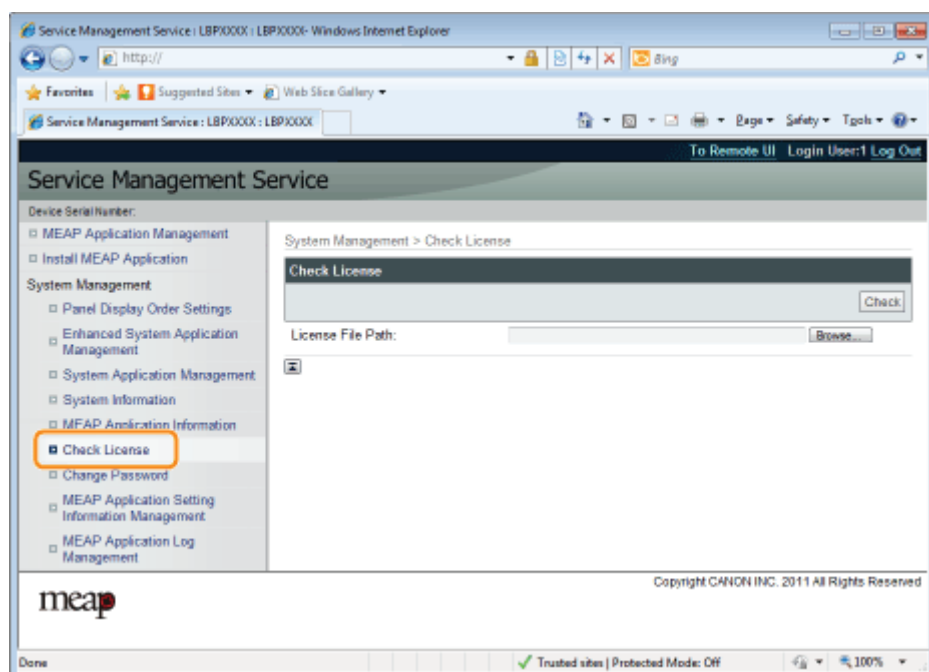 Service Management Service : LBPXXXX : LBPXXXX- Windows Internet Explorer
http://
Bing
Favorites Suggested Sites Web Slice Gallery
Service Management Service : LBPXXXX : LBPXXXX
Page Safety Tools
To Remote UI Login User:1 Log Out
Service Management Service
Device Serial Number:
MEAP Application Management
Install MEAP Application
System Management
Panel Display Order Settings
Enhanced System Application
Management
System Application Management
System Information
MEAP Application Information
Check License
Change Password
MEAP Application Setting
Information Management
MEAP Application Log
Management
System Management > Check License
Check License
Check
License File Path: Browse...
Copyright CANON INC. 2011 All Rights Reserved
meap
Done Trusted sites | Protected Mode: Off 100%